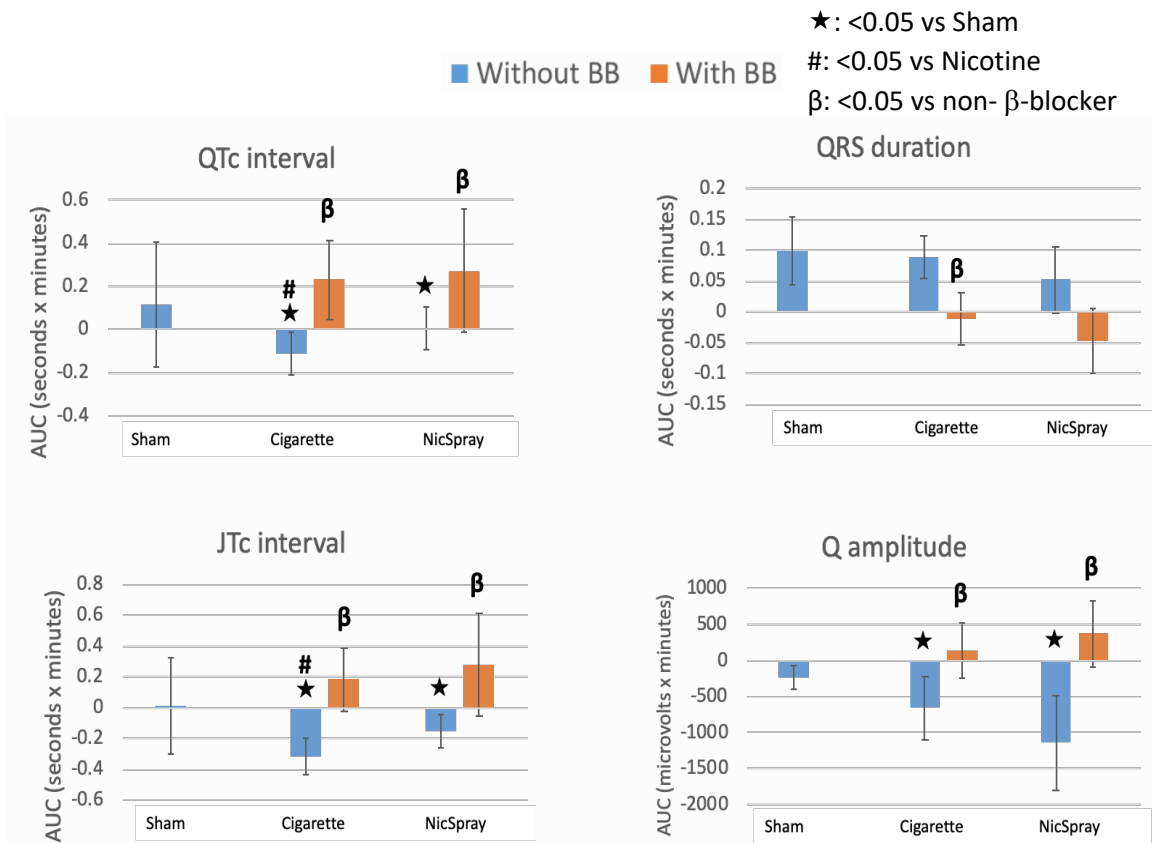 ★: <0.05 vs Sham
Without BB With BB
#: <0.05 vs Nicotine
β: <0.05 vs non- β-blocker
QTc interval
AUC (seconds x minutes)
0.6
0.4
0.2
0
-0.2
-0.4
#
★
β
★
β
Sham Cigarette NicSpray
QRS duration
AUC (seconds x minutes)
0.2
0.15
0.1
0.05
0
-0.05
-0.1
-0.15
β
Sham Cigarette NicSpray
JTc interval
AUC (seconds x minutes)
0.8
0.6
0.4
0.2
0
-0.2
-0.4
-0.6
#
★
β
★
β
Sham Cigarette NicSpray
Q amplitude
AUC (microvolts x minutes)
1000
500
0
-500
-1000
-1500
-2000
★
β
★
β
Sham Cigarette NicSpray